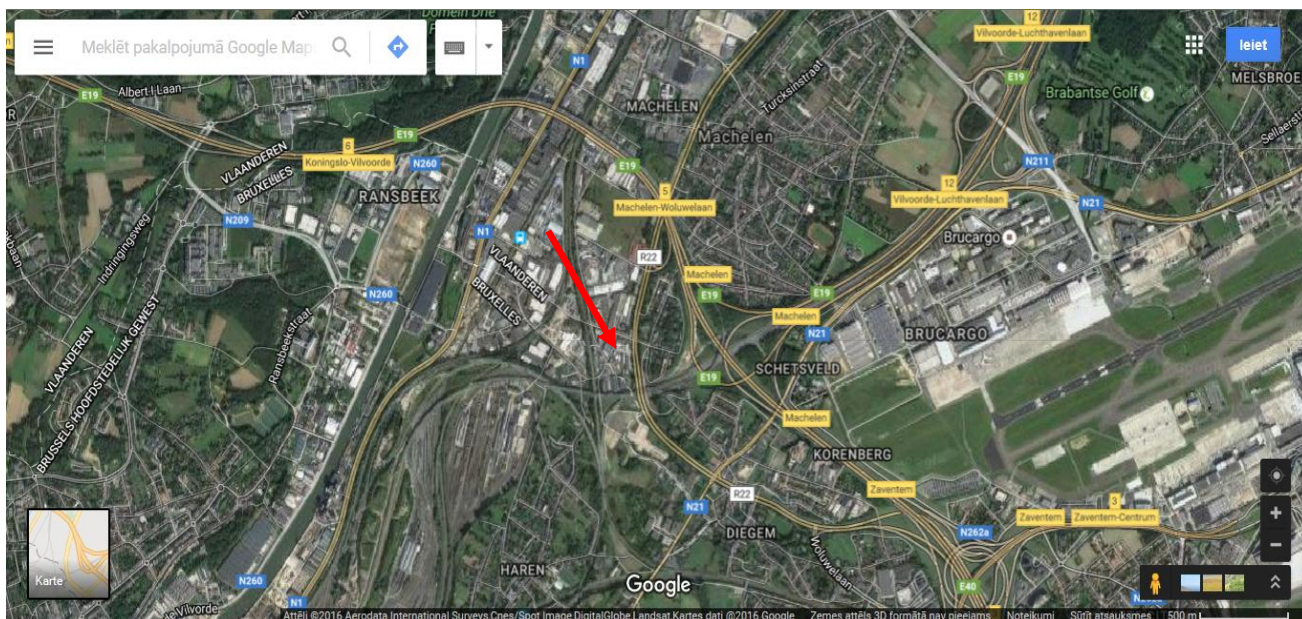 Meklēt pakalpojumā Google Map
Ieiet
12
Vilvoorde-Luchthavenlaan
N1
E19
MELSBROE
E19
Albert I Laan
Turcksinstraat
Brabantse Golf
MACHELEN
Machelen
E19
6
Koningslo-Vilvoorde
N260
E19
N211
VLAANDEREN
BRUXELLES
RANSBEEK
5
Machelen-Woluwelaan
12
Vilvoorde-Luchthavenlaan
N21
N209
N1
Brucargo
Indringingsweg
VLAANDEREN
BRUXELLES
R22
Machelen
E19
E19
N260
Machelen
N21
BRUCARGO
Ransbeekstraat
VLAANDEREN
BRUSSELS HOOFDSTEDELIJK GEWEST
SCHETSVELD
E19
Machelen
KORENBERG
Zaventem
R22
N21
3
Zaventem
Zaventem-Centrum
DIEGEM
N262a
Woluwelaan
HAREN
Karte
N260
Google
E40
Vilvorde
N1
Attēli ©2016 Aerodata International Surveys,Cnes/Spot Image,DigitalGlobe,Landsat,Kartes dati ©2016 Google
Zemes attēls 3D formātā nav pieejams
Noteikumi
Sūtīt atsauksmes
500 m